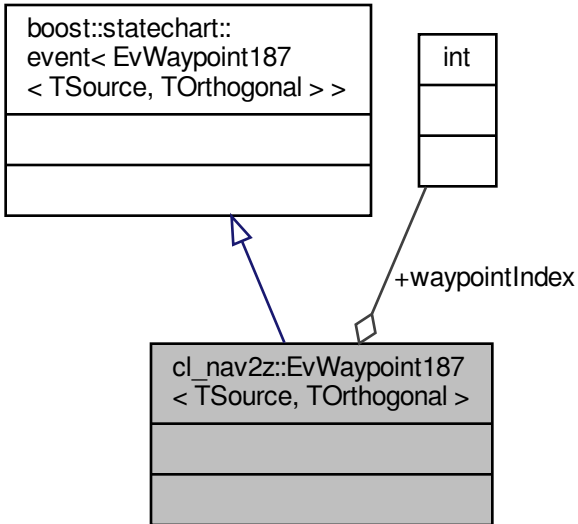 boost::statechart::
event< EvWaypoint187
< TSource, TOrthogonal > >
int
+waypointIndex
cl_nav2z::EvWaypoint187
< TSource, TOrthogonal >